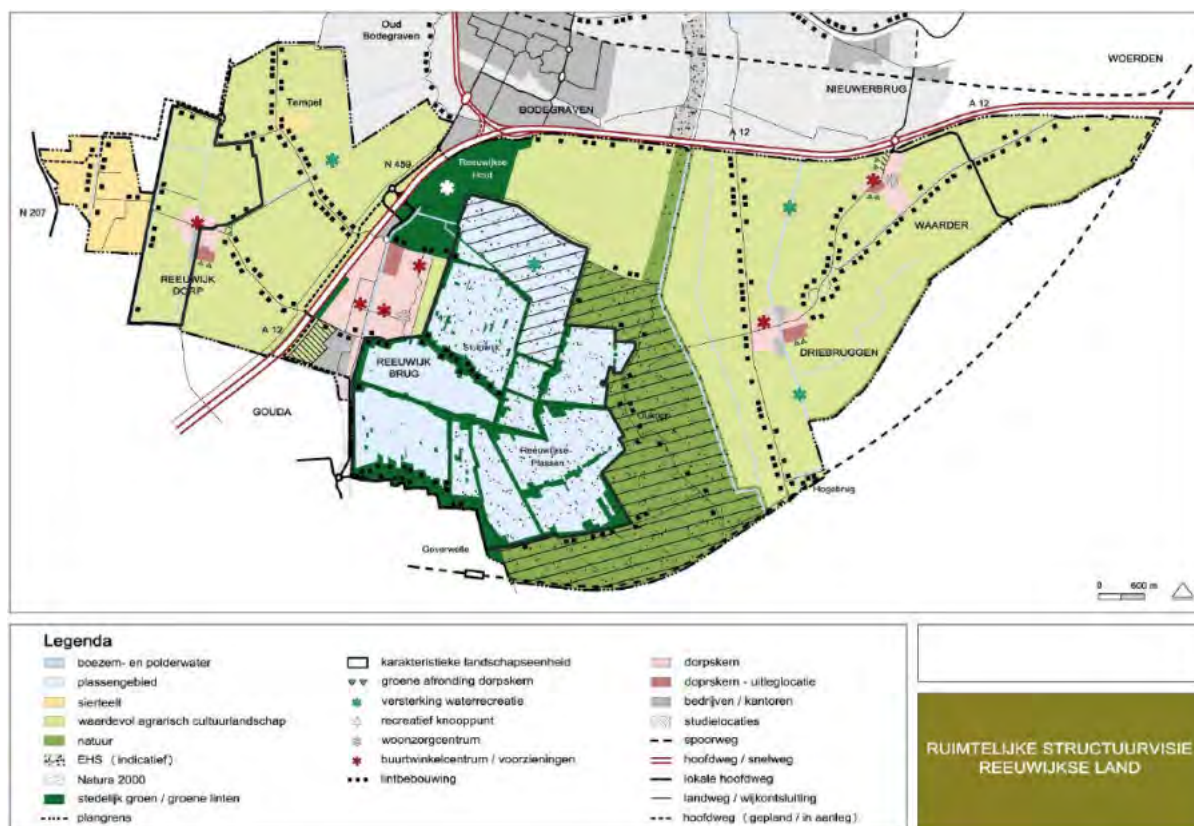 Oud
Bodegraven
WOERDEN
NIEUWERBRUG
BODEGRAVEN
A 12
Tempel
A 12
Reeuwijkse
Hout
N 459
N 207
WAARDER
REEUWIJK
DORP
A 12
DRIEBRUGGEN
REEUWIJK
BRUG
GOUDA
Reeuwijkse
Plassen
Hogebrug
Goverwelle
0 600 m
Legenda
boezem- en polderwater
plassengebied
sierteelt
waardevol agrarisch cultuurlandschap
natuur
EHS (indicatief)
Natura 2000
stedelijk groen / groene linten
plangrens
karakteristieke landschapseenheid
groene afronding dorpskern
versterking waterrecreatie
recreatief knooppunt
woonzorgcentrum
buurtwinkelcentrum / voorzieningen
lintbebouwing
dorpskern
doprskern - uitleglocatie
bedrijven / kantoren
studielocaties
spoorweg
hoofdweg / snelweg
lokale hoofdweg
landweg / wijkontsluiting
hoofdweg (gepland / in aanleg)
RUIMTELIJKE STRUCTUURVISIE
REEUWIJKSE LAND